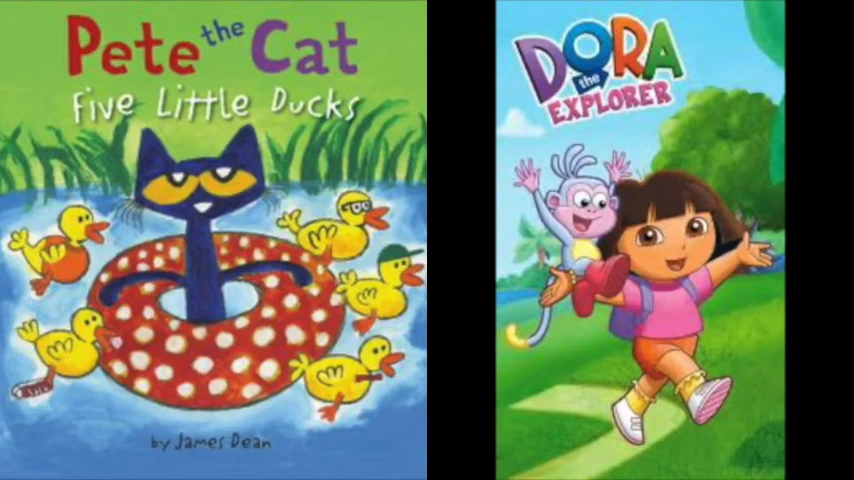 Pete the Cat
Five Little Ducks
by James Dean
DORA
the
EXPLORER